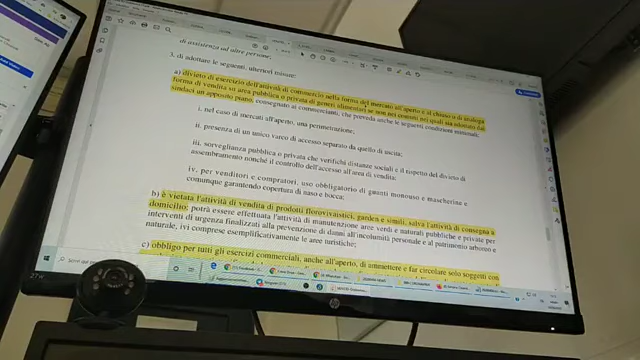 di assistenza ad altre persone;
3. di adottare le seguenti, ulteriori misure:
a) divieto di esercizio dell'attività di commercio nella forma del mercato all'aperto e al chiuso o di analoga
forma di vendita su area pubblica o privata di generi alimentari se non nei comuni nei quali sia adottato dai
sindaci un apposito piano, consegnato ai commercianti, che preveda anche le seguenti condizioni minimali:
i. nel caso di mercati all'aperto, una perimetrazione;
ii. presenza di un unico varco di accesso separato da quello di uscita;
iii. sorveglianza pubblica o privata che verifichi distanze sociali e il rispetto del divieto di
assembramento nonché il controllo dell'accesso all'area di vendita;
iv. per venditori e compratori, uso obbligatorio di guanti monouso e mascherine e
comunque garantendo copertura di naso e bocca;
b) è vietata l'attività di vendita di prodotti florovivaistici, garden e simili, salva l'attività di consegna a
domicilio; potrà essere effettuata l'attività di manutenzione aree verdi e naturali pubbliche e private per
interventi di urgenza finalizzati alla prevenzione di danni all'incolumità personale e al patrimonio arboreo e
naturale, ivi comprese esemplificativamente le aree turistiche;
c) obbligo per tutti gli esercizi commerciali, anche all'aperto, di ammettere e far circolare solo soggetti con
hp